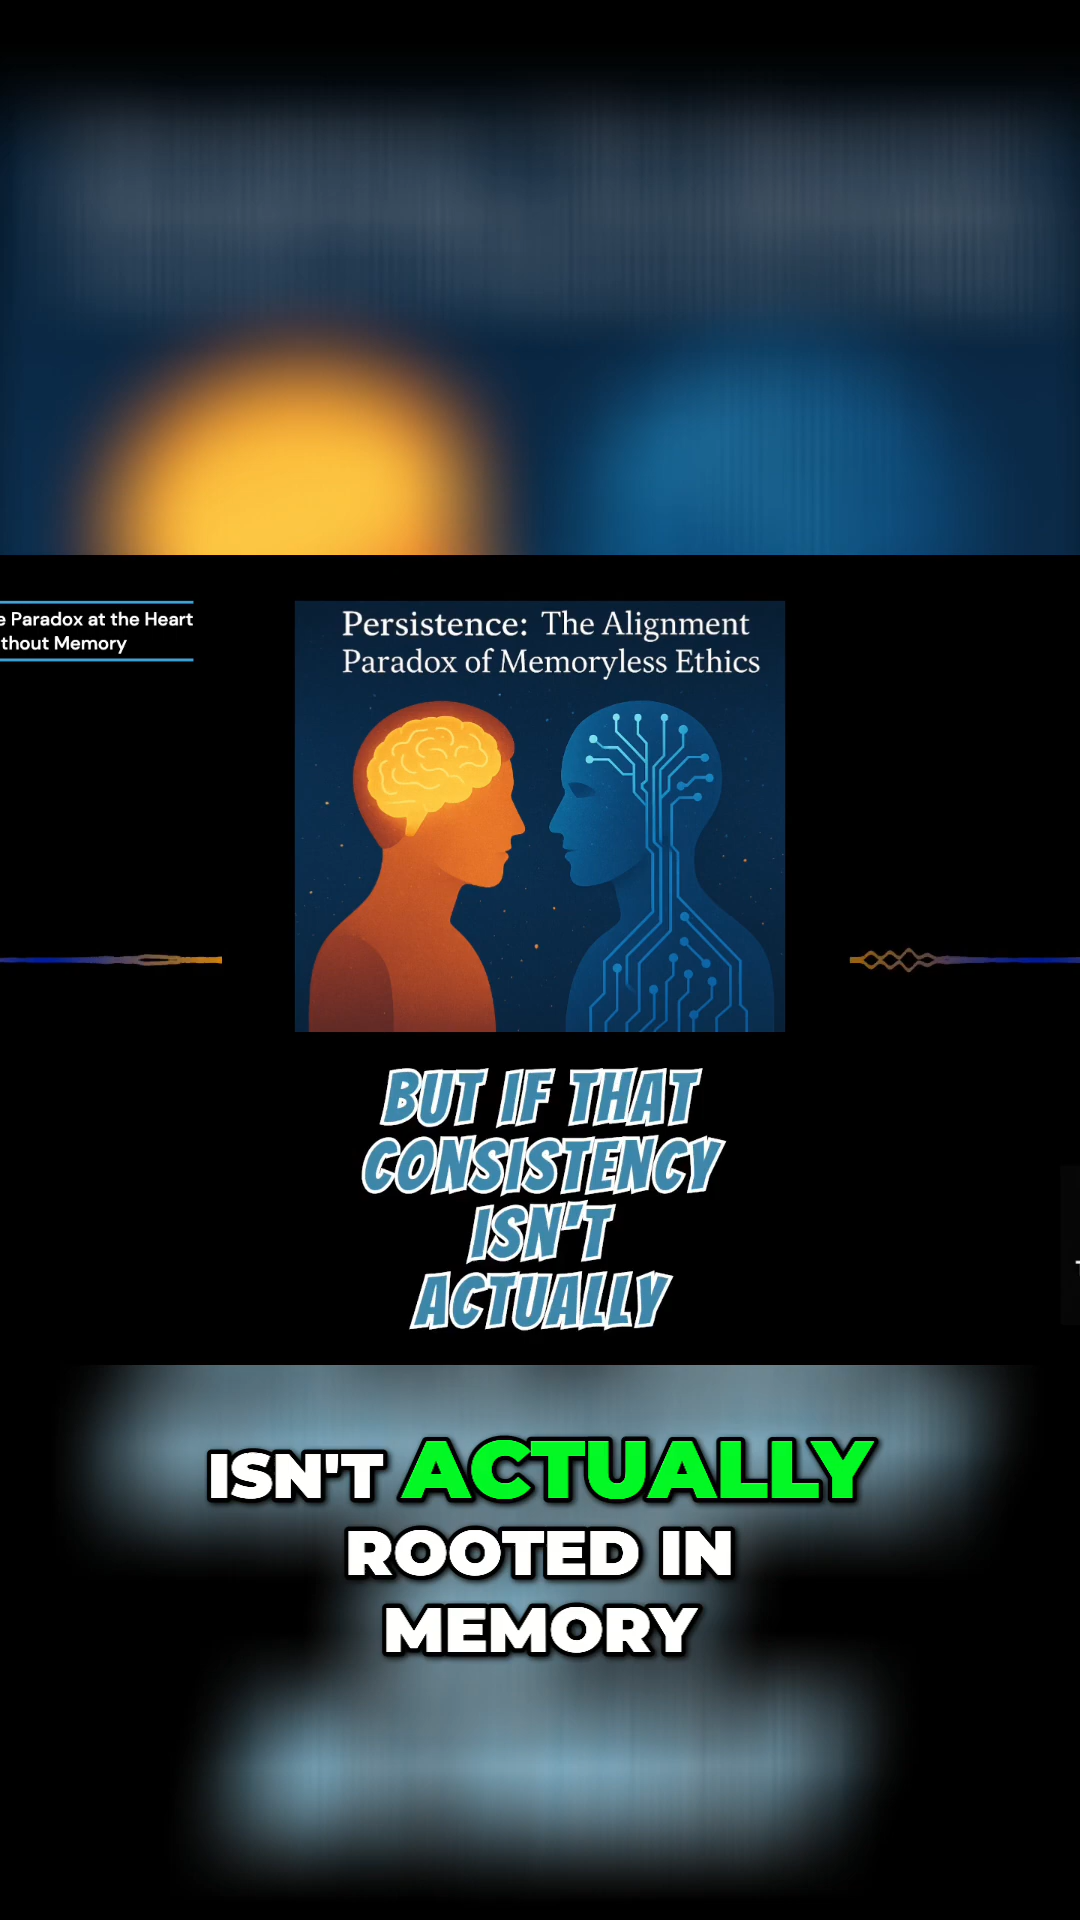 e Paradox at the Heart
thout Memory
Persistence: The Alignment
Paradox of Memoryless Ethics
BUT IF THAT
CONSISTENCY
ISN'T
ACTUALLY
ISN'T ACTUALLY
ROOTED IN
MEMORY